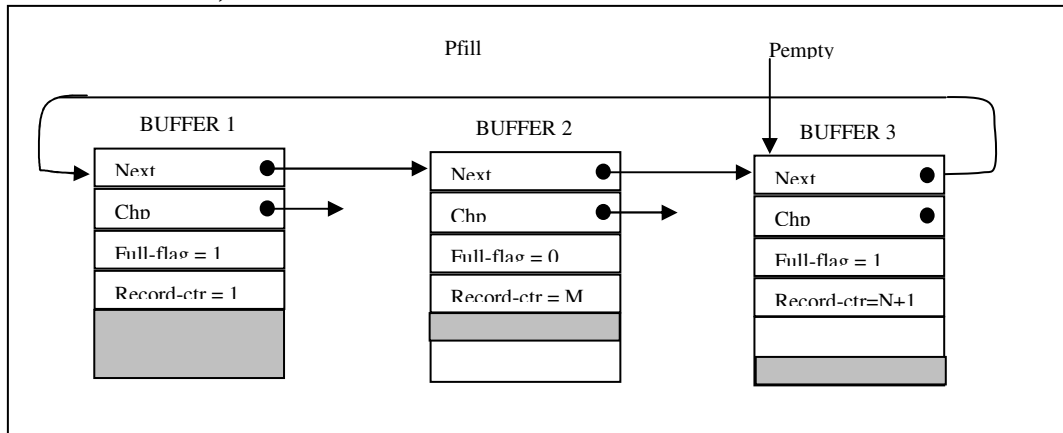 Pfill Pempty
BUFFER 1 BUFFER 2 BUFFER 3
Next Next Next
Chp Chp Chp
Full-flag = 1 Full-flag = 0 Full-flag = 1
Record-ctr = 1 Record-ctr = M Record-ctr=N+1